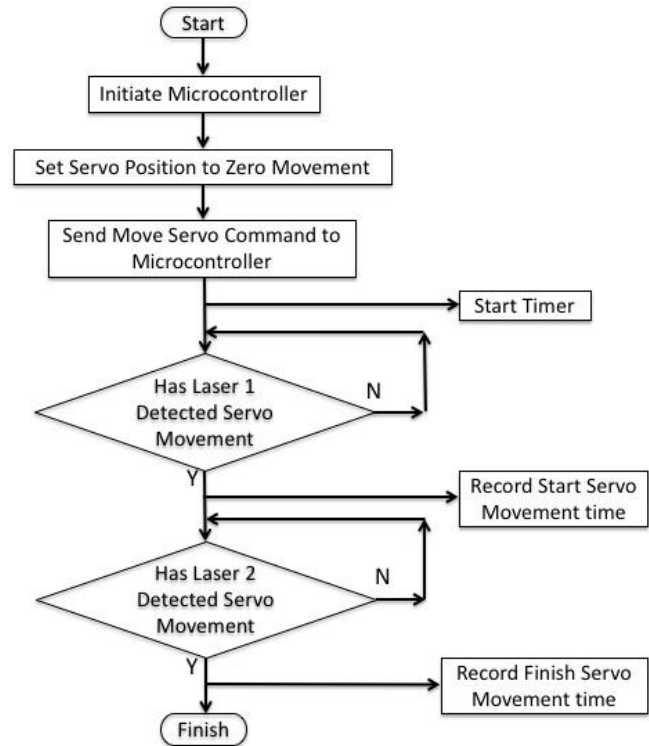 Start
Initiate Microcontroller
Set Servo Position to Zero Movement
Send Move Servo Command to
Microcontroller
Start Timer
Has Laser 1
Detected Servo
Movement
N
Y
Record Start Servo
Movement time
Has Laser 2
Detected Servo
Movement
N
Y
Record Finish Servo
Movement time
Finish